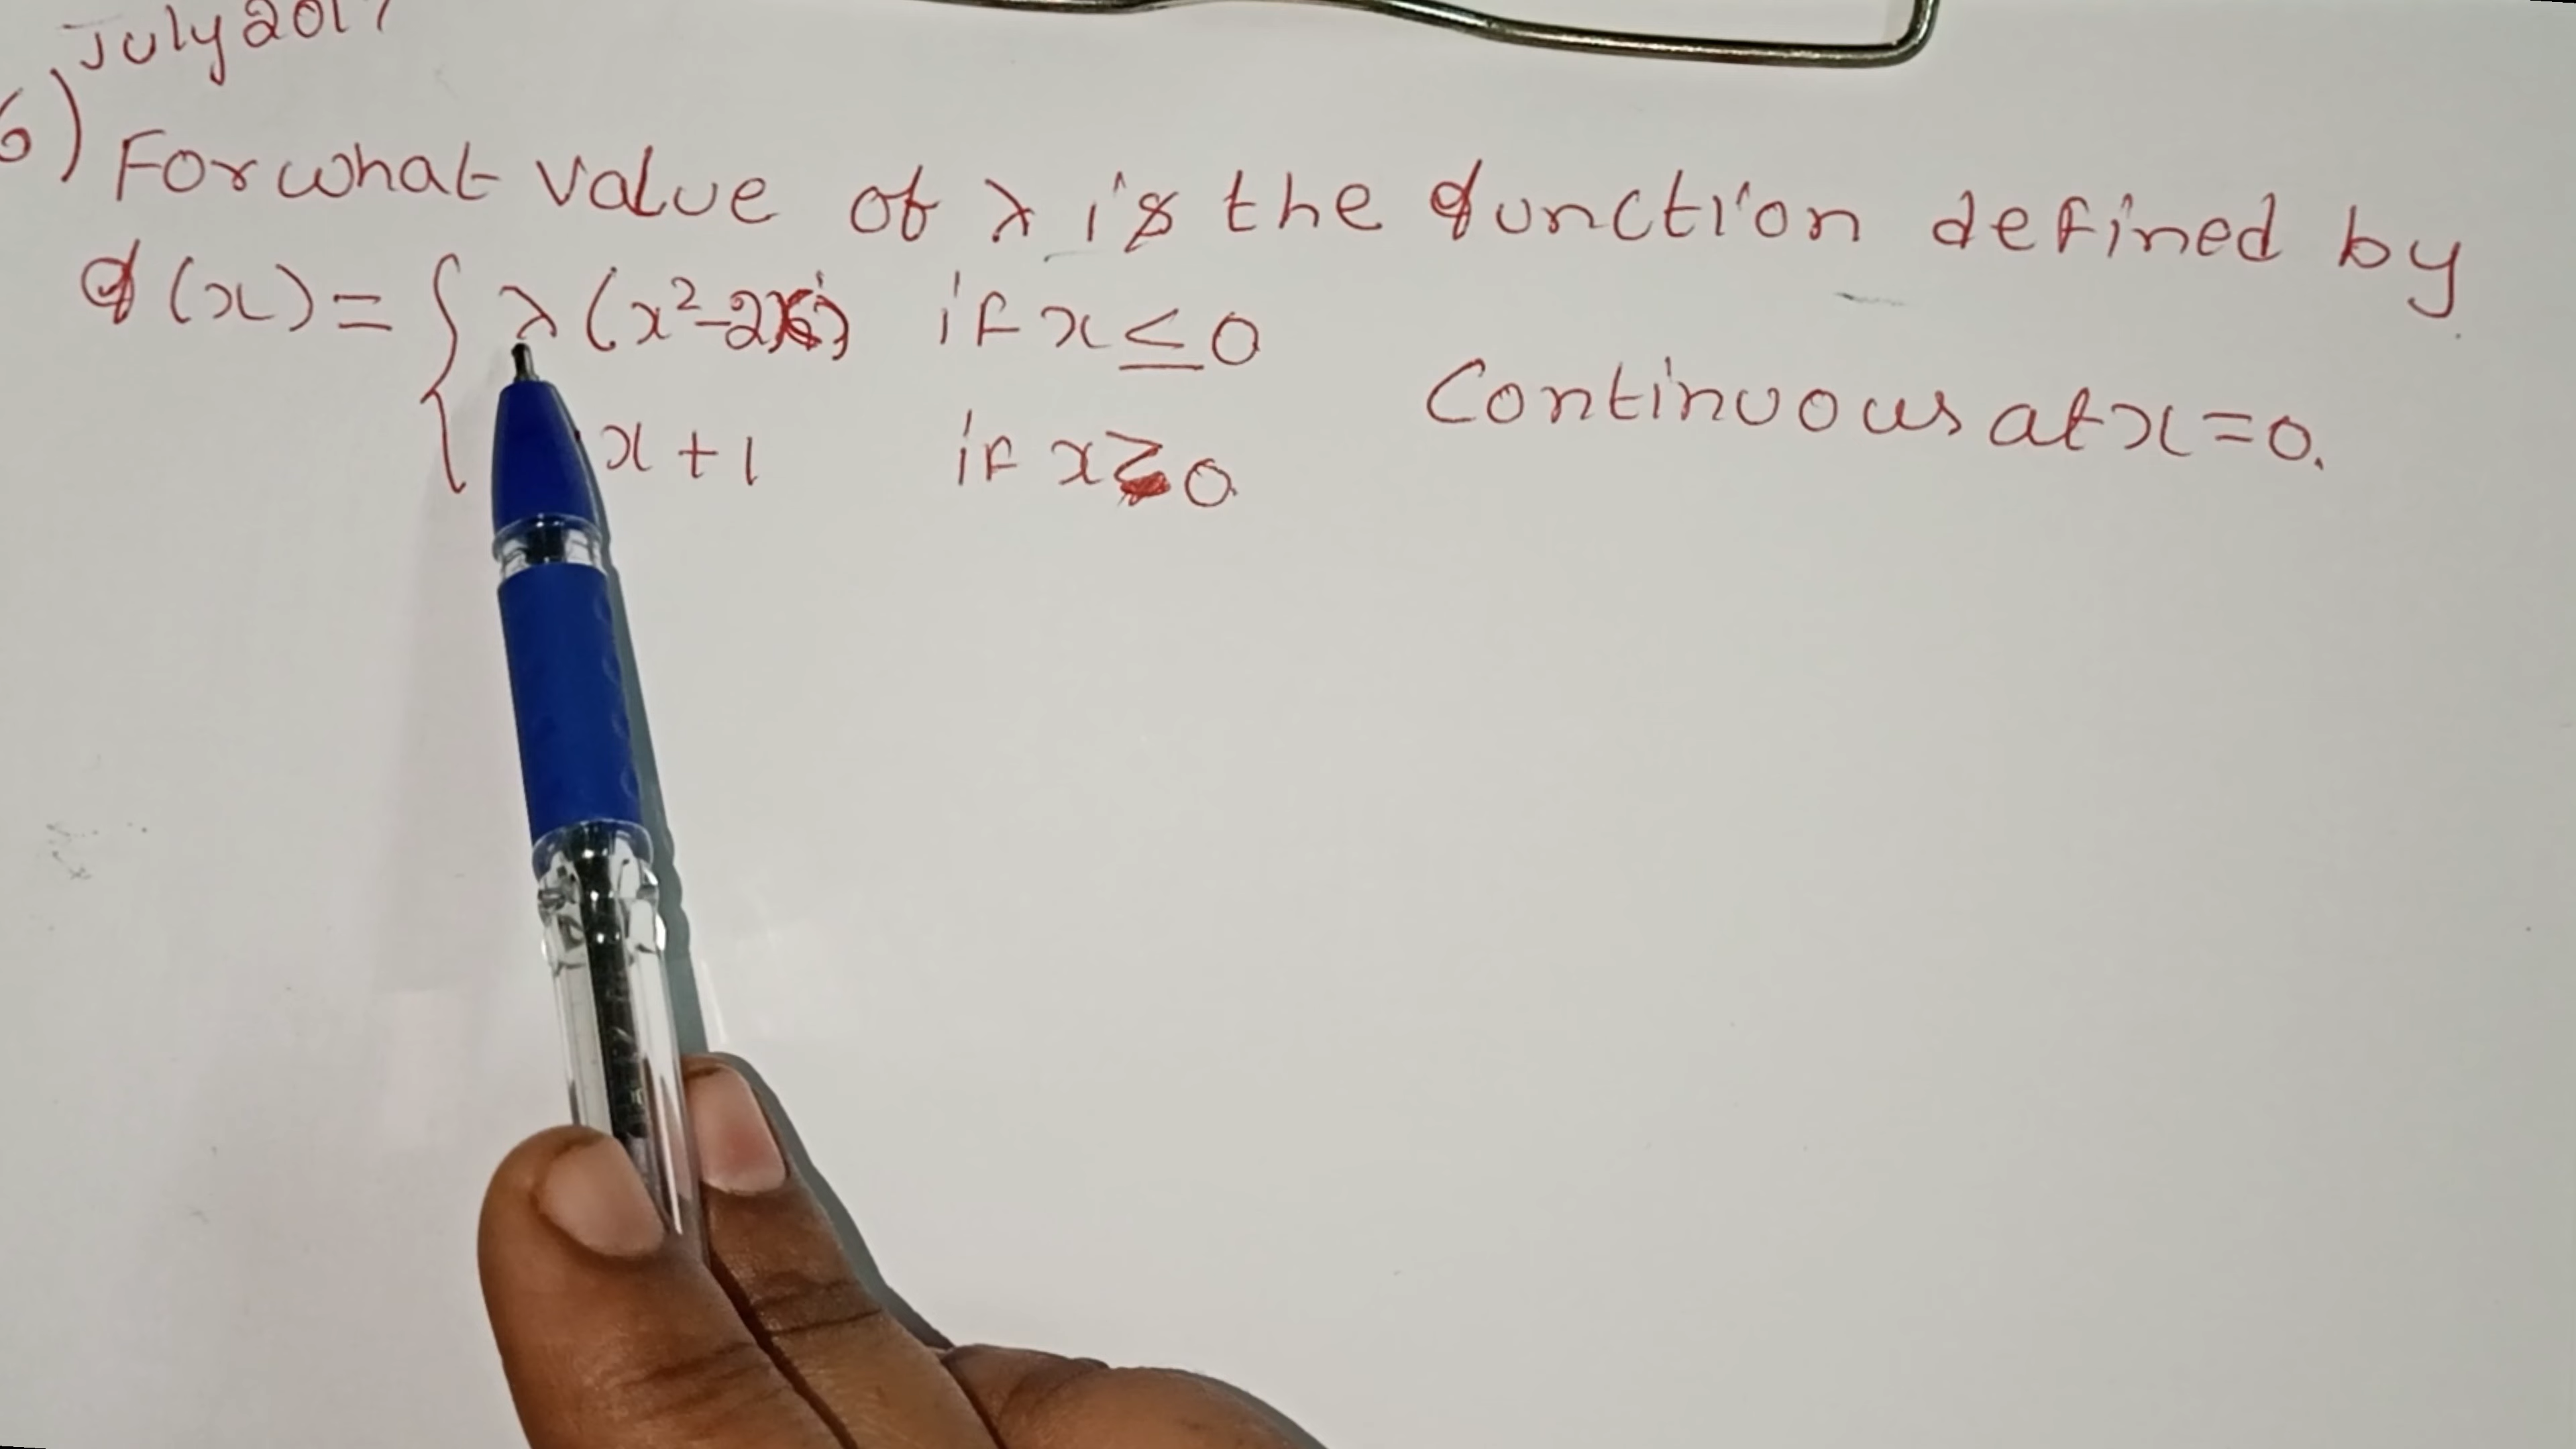 July 2017
6) For what value of λ is the function defined by
f(x) = { λ(x²-2x) if x ≤ 0
x + 1 if x > 0
Continuous at x = 0.